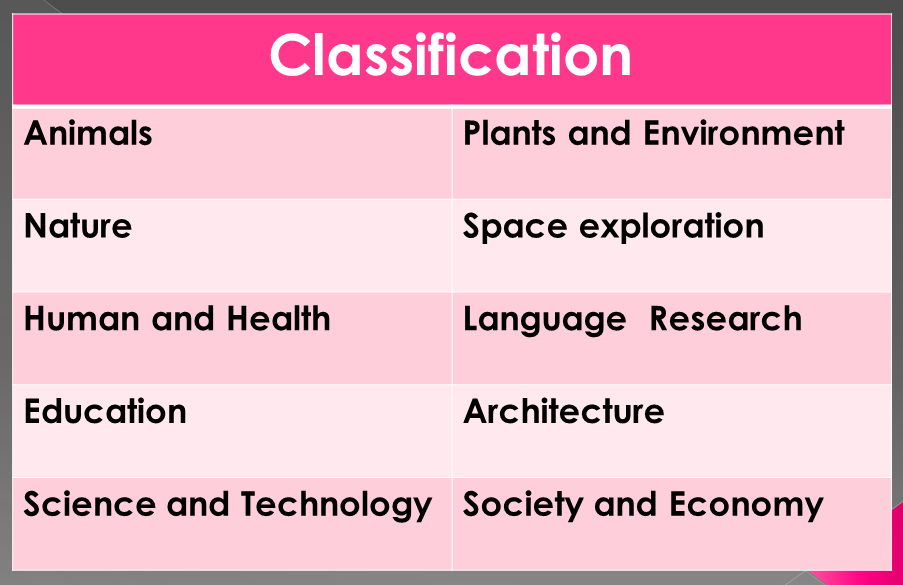 Classification
Animals
Plants and Environment
Nature
Space exploration
Human and Health
Language  Research
Education
Architecture
Science and Technology
Society and Economy